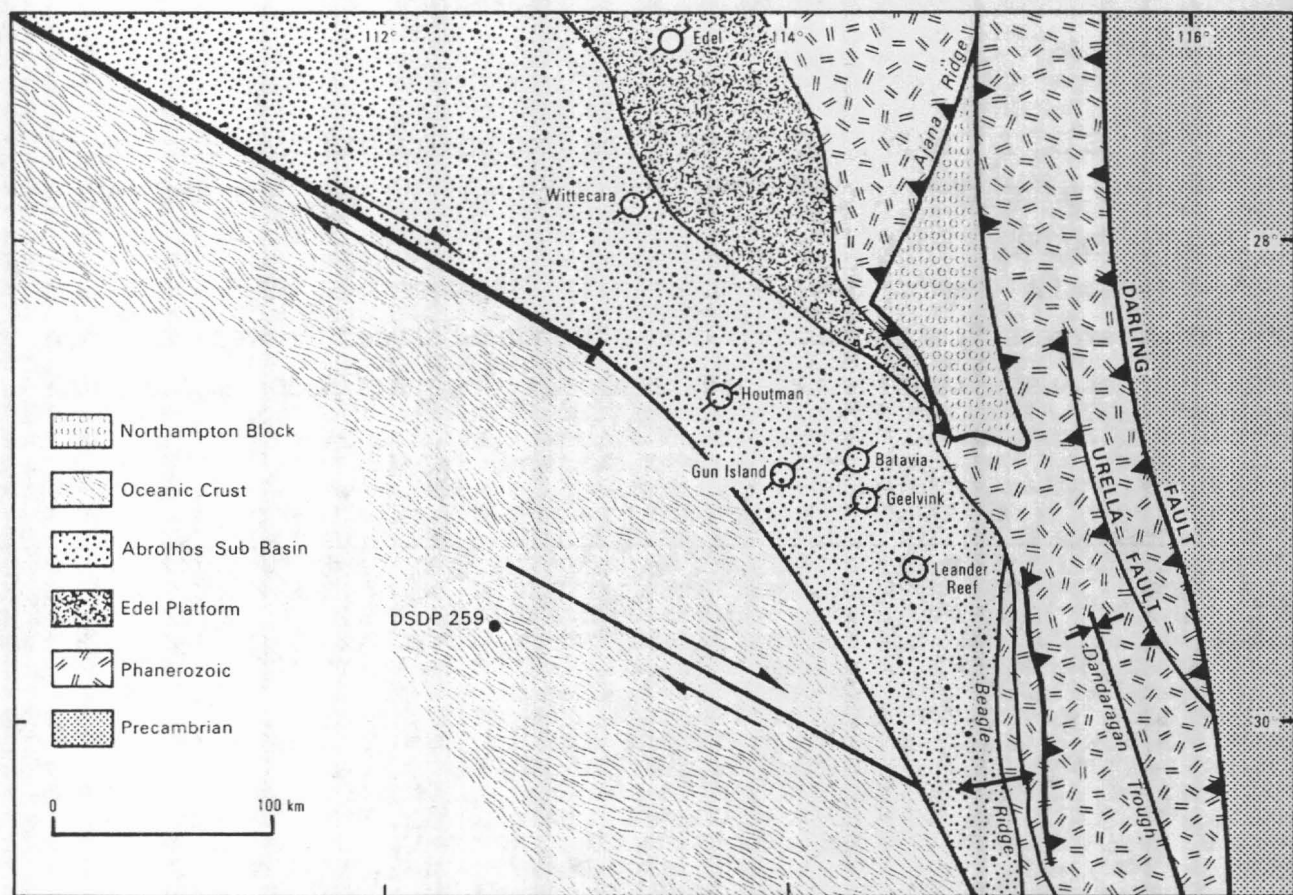 112°
114°
116°
Edel
Ajana Ridge
Wittecara
28°
DARLING
FAULT
Houtman
Gun Island
Batavia
Geelvink
URELLA
FAULT
Leander
Reef
Northampton Block
Oceanic Crust
Abrolhos Sub Basin
Edel Platform
Phanerozoic
Precambrian
DSDP 259
Beagle
Ridge
Dandaragan
Trough
30
0
100 km